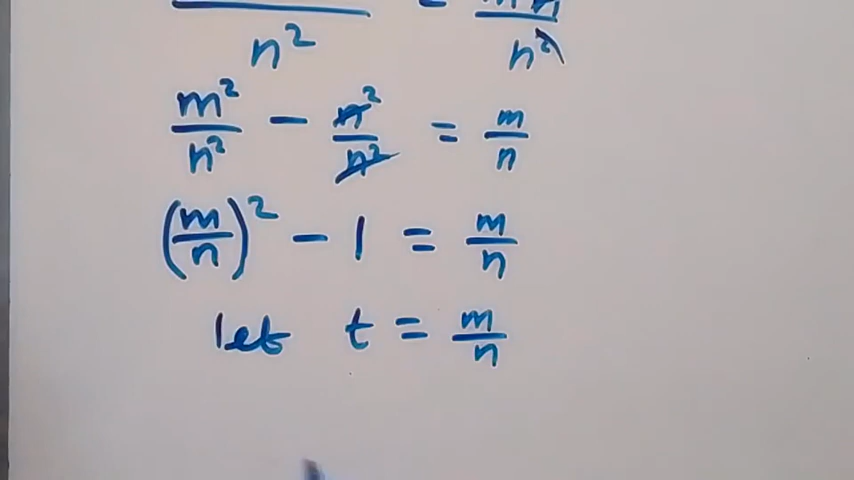 n²   n²
m²/n² - n²/n² = m/n
(m/n)² - 1 = m/n
let t = m/n